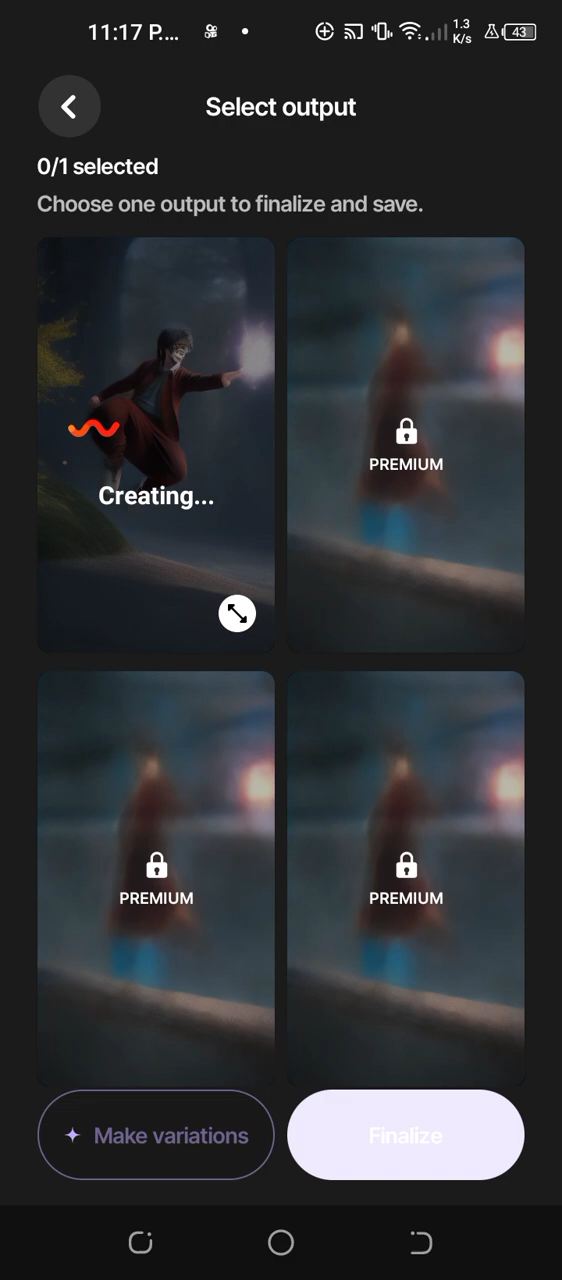 11:17 P....
1.3
K/s
43
Select output
0/1 selected
Choose one output to finalize and save.
Creating...
PREMIUM
PREMIUM
PREMIUM
Make variations
Finalize